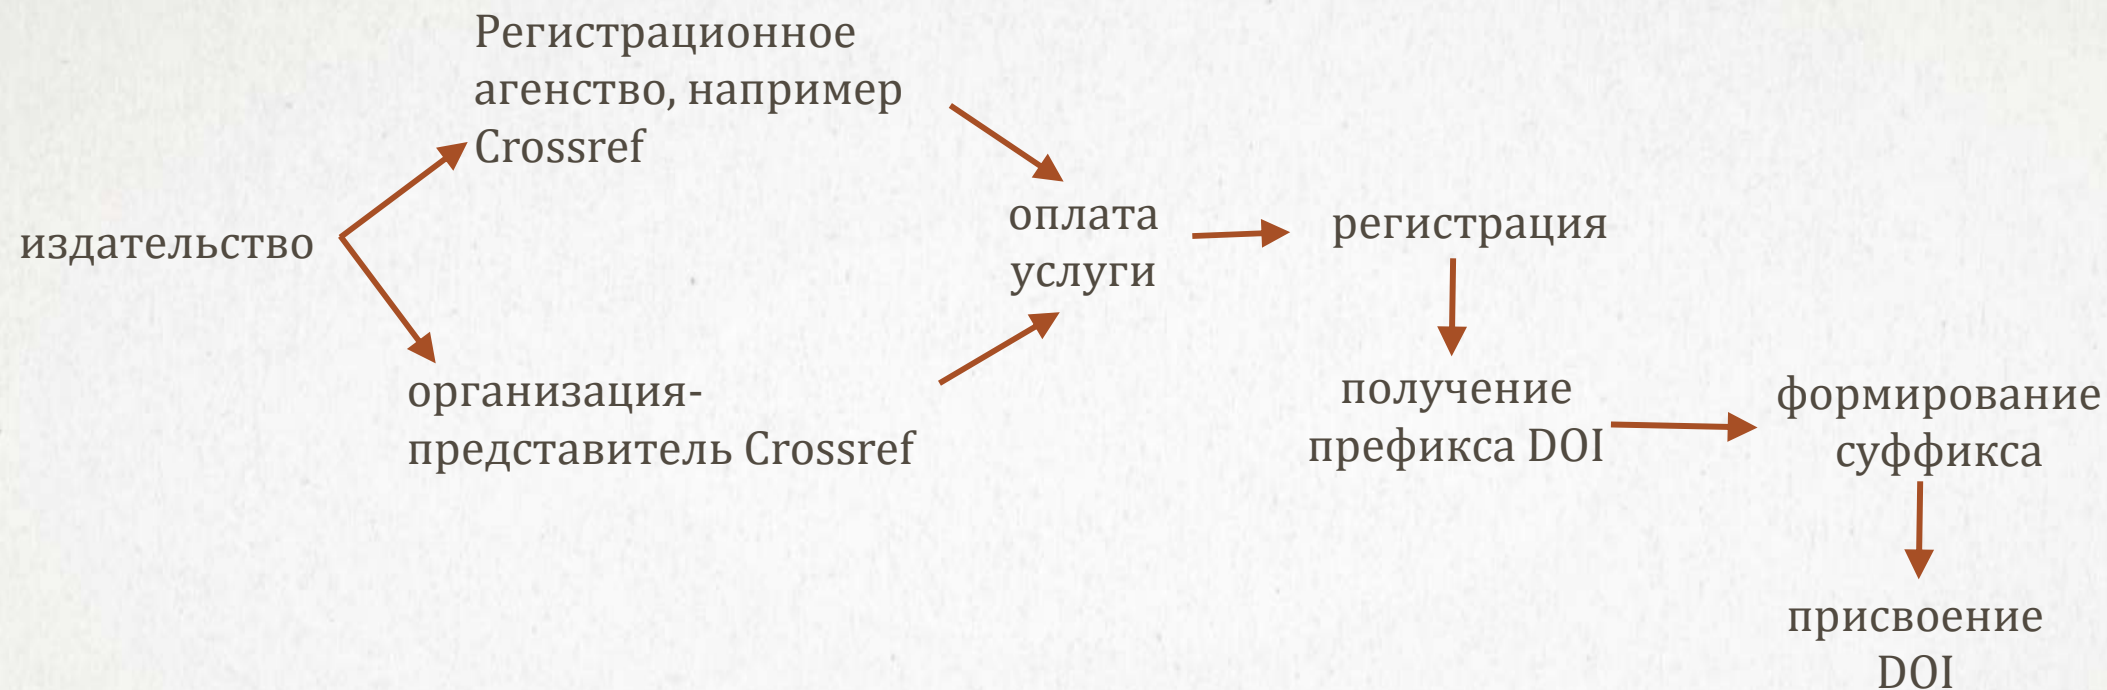 Регистрационное
агенство, например
Crossref
издательство
организация-
представитель Crossref
оплата
услуги
регистрация
получение
префикса DOI
формирование
суффикса
присвоение
DOI